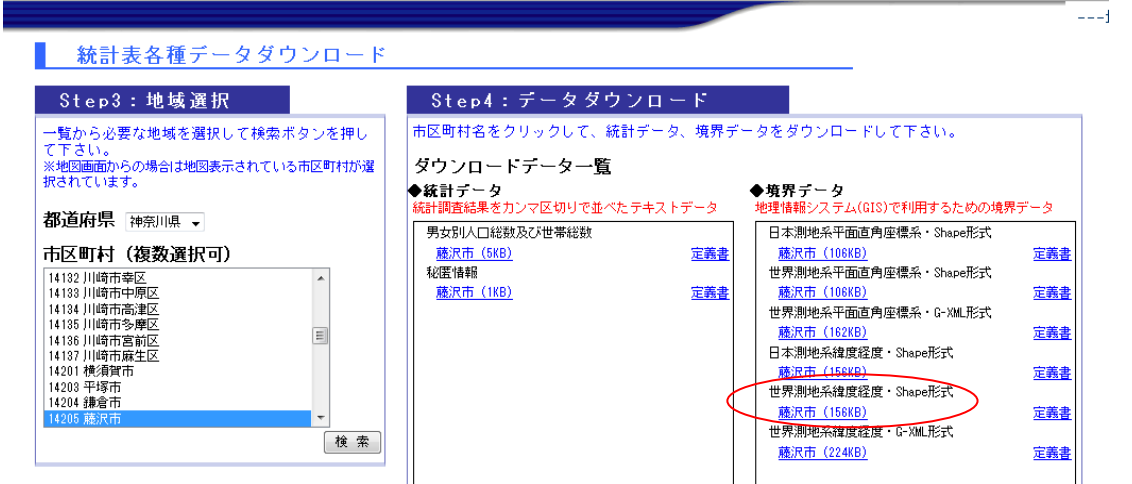 統計表各種データダウンロード
Step3：地域選択
一覧から必要な地域を選択して検索ボタンを押し
て下さい。
※地図画面からの場合は地図表示されている市区町村が選
択されています。
都道府県 神奈川県
市区町村（複数選択可）
14132 川崎市幸区
14133 川崎市中原区
14134 川崎市高津区
14135 川崎市多摩区
14136 川崎市宮前区
14137 川崎市麻生区
14201 横須賀市
14203 平塚市
14204 鎌倉市
14205 藤沢市
検 索
Step4：データダウンロード
市区町村名をクリックして、統計データ、境界データをダウンロードして下さい。
ダウンロードデータ一覧
◆統計データ
統計調査結果をカンマ区切りで並べたテキストデータ
男女別人口総数及び世帯総数
藤沢市（5KB） 定義書
秘匿情報
藤沢市（1KB） 定義書
◆境界データ
地理情報システム(GIS)で利用するための境界データ
日本測地系平面直角座標系・Shape形式
藤沢市（106KB） 定義書
世界測地系平面直角座標系・Shape形式
藤沢市（106KB） 定義書
世界測地系平面直角座標系・G-XML形式
藤沢市（162KB） 定義書
日本測地系緯度経度・Shape形式
藤沢市（156KB） 定義書
世界測地系緯度経度・Shape形式
藤沢市（156KB） 定義書
世界測地系緯度経度・G-XML形式
藤沢市（224KB） 定義書